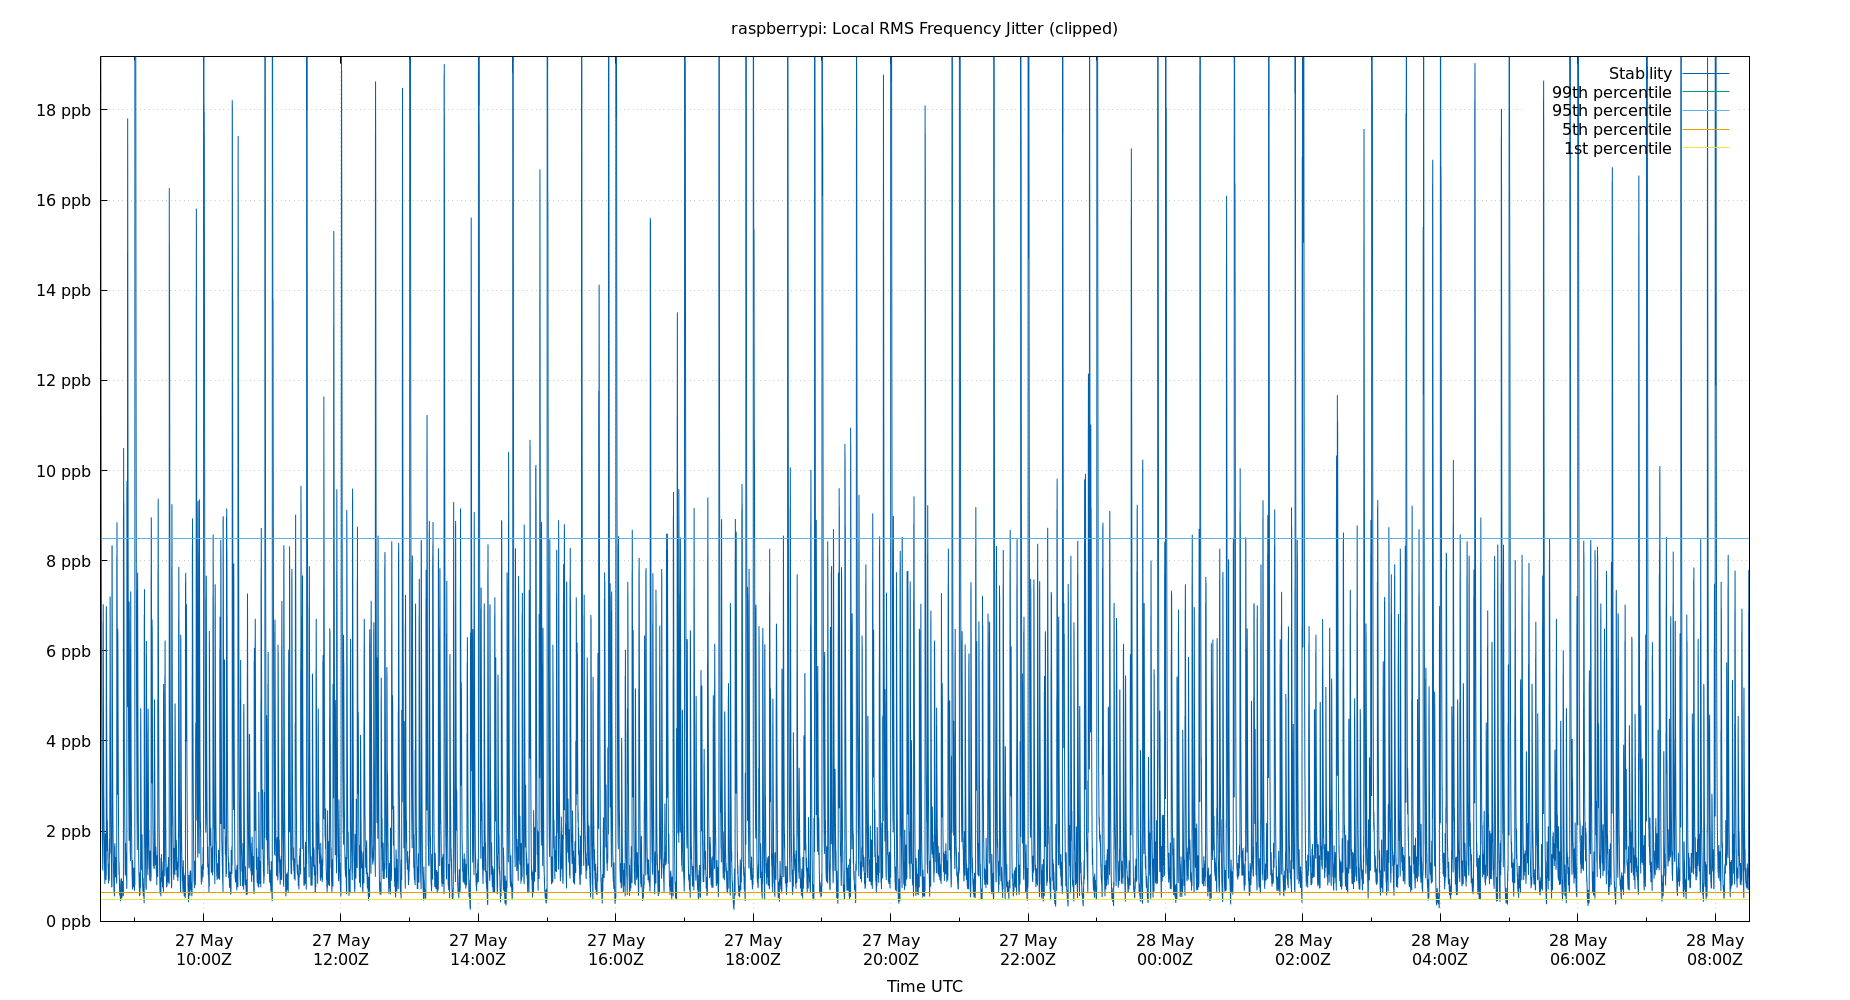 raspberrypi: Local RMS Frequency Jitter (clipped)
Stability
99th percentile
95th percentile
5th percentile
1st percentile
18 ppb
16 ppb
14 ppb
12 ppb
10 ppb
8 ppb
6 ppb
4 ppb
2 ppb
0 ppb
27 May 27 May 27 May 27 May 27 May 27 May 27 May 28 May 28 May 28 May 28 May 28 May
10:00Z 12:00Z 14:00Z 16:00Z 18:00Z 20:00Z 22:00Z 00:00Z 02:00Z 04:00Z 06:00Z 08:00Z
Time UTC